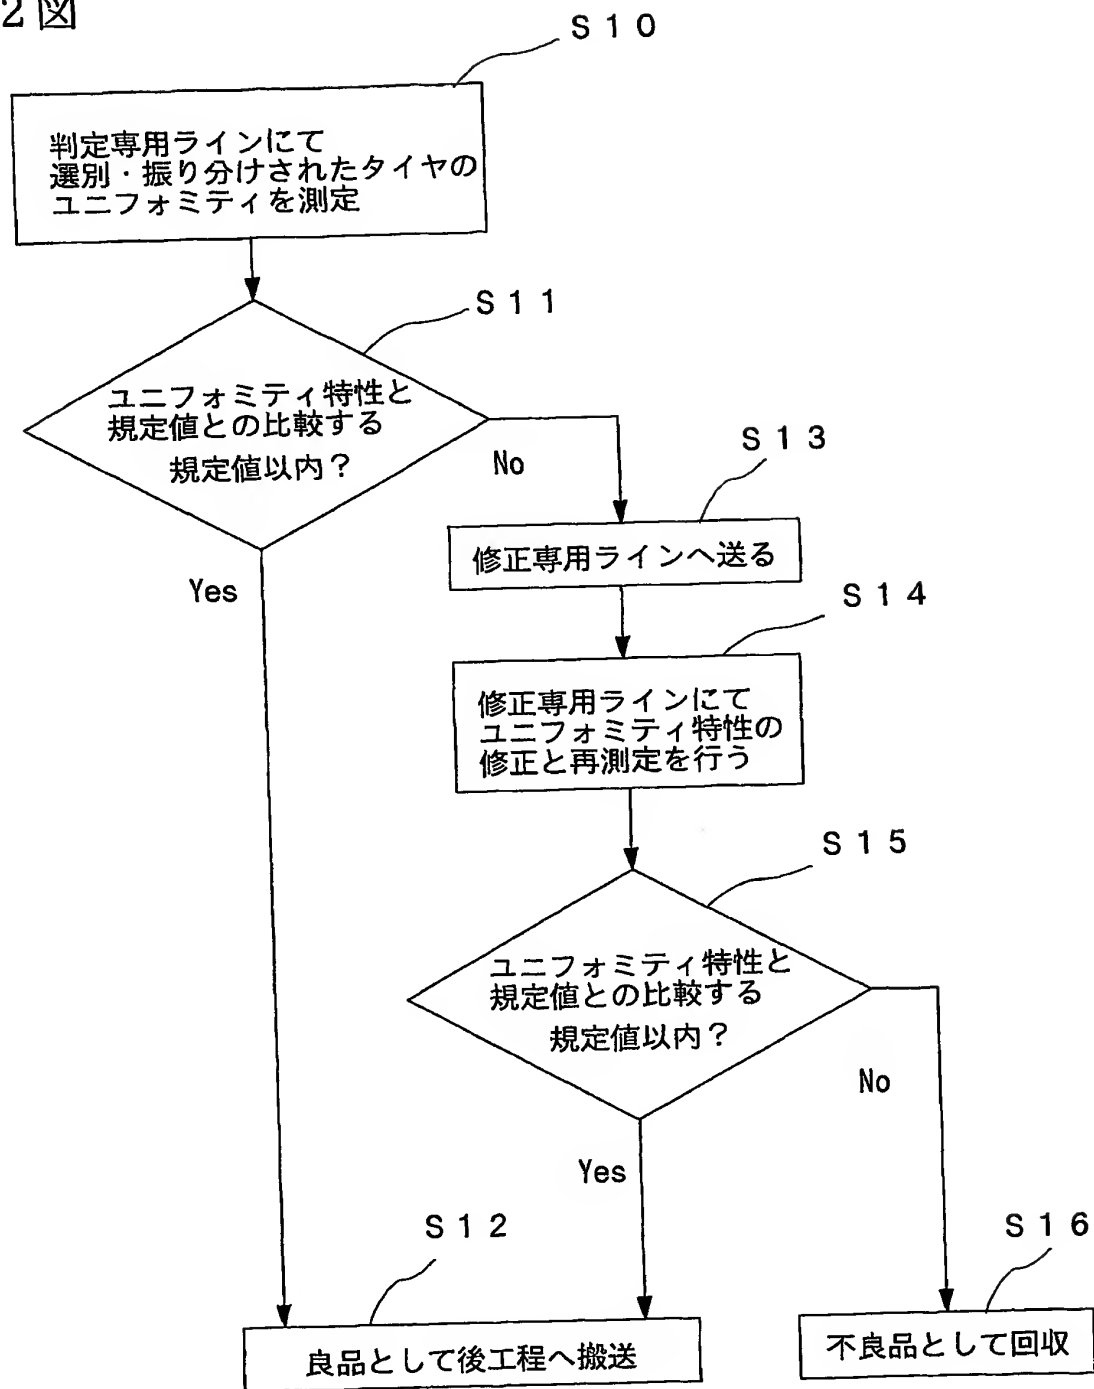 2図
S10
判定専用ラインにて
選別・振り分けされたタイヤの
ユニフォミティを測定
S11
ユニフォミティ特性と
規定値との比較する
規定値以内?
No
Yes
S13
修正専用ラインへ送る
S14
修正専用ラインにて
ユニフォミティ特性の
修正と再測定を行う
S15
ユニフォミティ特性と
規定値との比較する
規定値以内?
No
Yes
S12
良品として後工程へ搬送
S16
不良品として回収